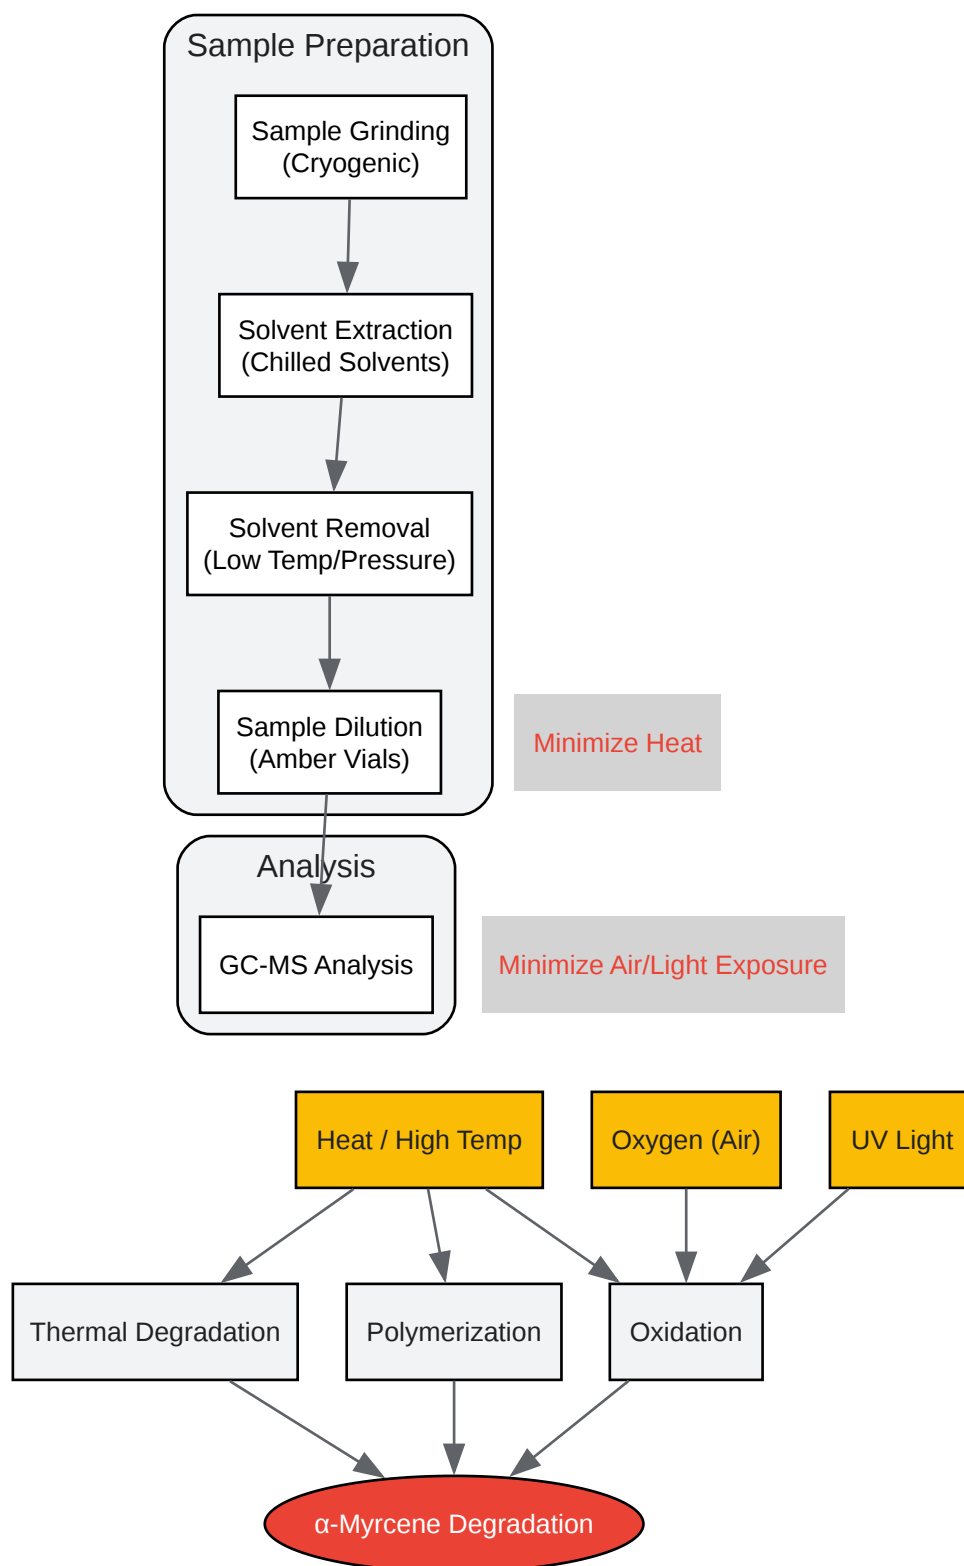 Sample Preparation
Sample Grinding
(Cryogenic)
Solvent Extraction
(Chilled Solvents)
Solvent Removal
(Low Temp/Pressure)
Sample Dilution
(Amber Vials)
Minimize Heat
Analysis
GC-MS Analysis
Minimize Air/Light Exposure
Heat / High Temp
Oxygen (Air)
UV Light
Thermal Degradation
Polymerization
Oxidation
α-Myrcene Degradation